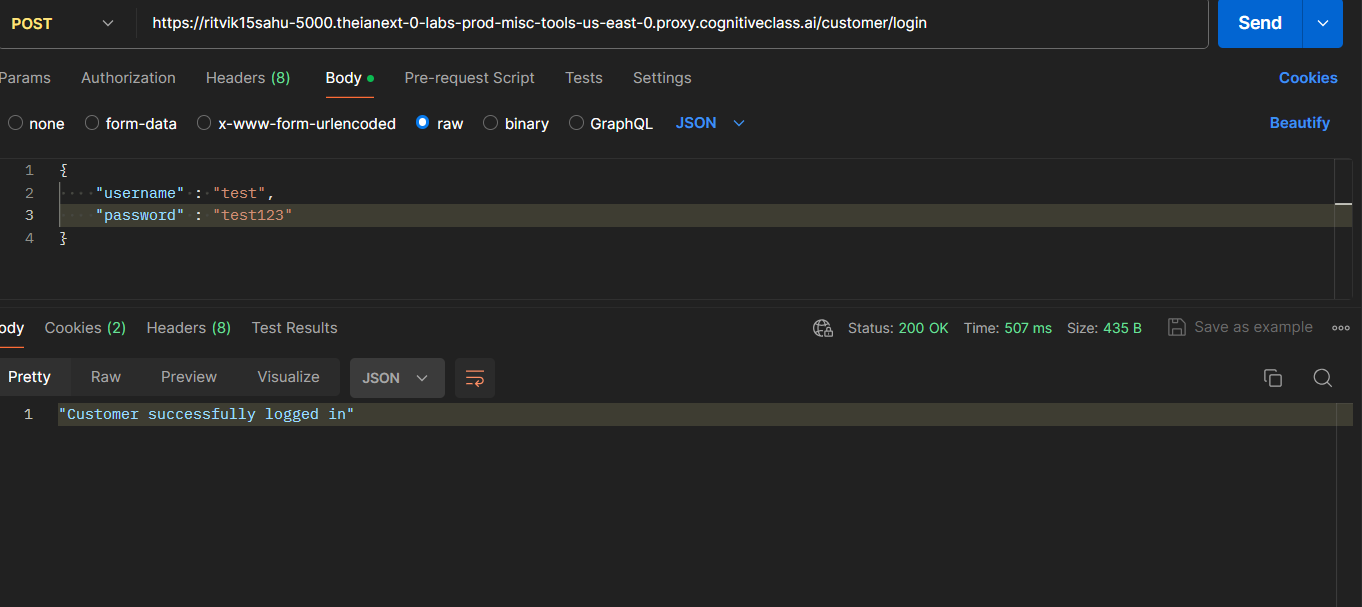 POST https://ritvik15sahu-5000.theianext-0-labs-prod-misc-tools-us-east-0.proxy.cognitiveclass.ai/customer/login Send
Params Authorization Headers (8) Body Pre-request Script Tests Settings Cookies
none form-data x-www-form-urlencoded raw binary GraphQL JSON Beautify
1 {
2 "username" : "test",
3 "password" : "test123"
4 }
ody Cookies (2) Headers (8) Test Results Status: 200 OK Time: 507 ms Size: 435 B Save as example
Pretty Raw Preview Visualize JSON
1 "Customer successfully logged in"